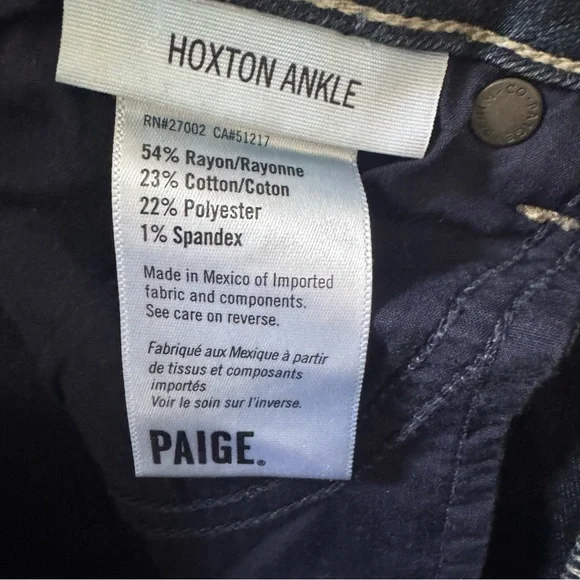 HOXTON ANKLE
RN#27002 CA#51217
54% Rayon/Rayonne
23% Cotton/Coton
22% Polyester
1% Spandex
Made in Mexico of Imported
fabric and components.
See care on reverse.
Fabriqué aux Mexique à partir
de tissus et composants
importés
Voir le soin sur l'inverse.
PAIGE.